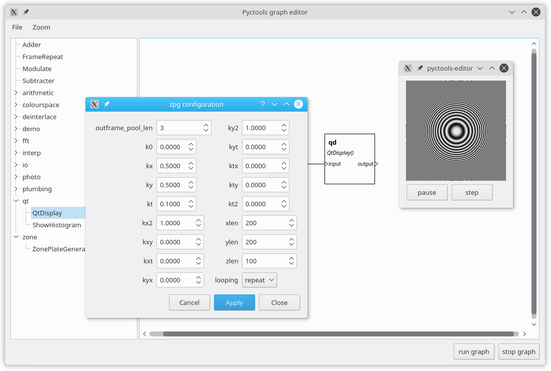 Pyctools graph editor
File Zoom
Adder
FrameRepeat
Modulate
Subtracter
arithmetic
colourspace
deinterlace
demo
fft
interp
io
photo
plumbing
qt
QtDisplay
ShowHistogram
zone
ZonePlateGenera
zpg configuration
outframe_pool_len 3 ky2 1.0000
k0 0.0000 kyt 0.0000
kx 0.5000 ktx 0.0000
ky 0.5000 kty 0.0000
kt 0.1000 kt2 0.0000
kx2 1.0000 xlen 200
kxy 0.0000 ylen 200
kxt 0.0000 zlen 100
kyx 0.0000 looping repeat
Cancel Apply Close
qd
QtDisplay()
input output
pyctools-editor
pause step
run graph stop graph